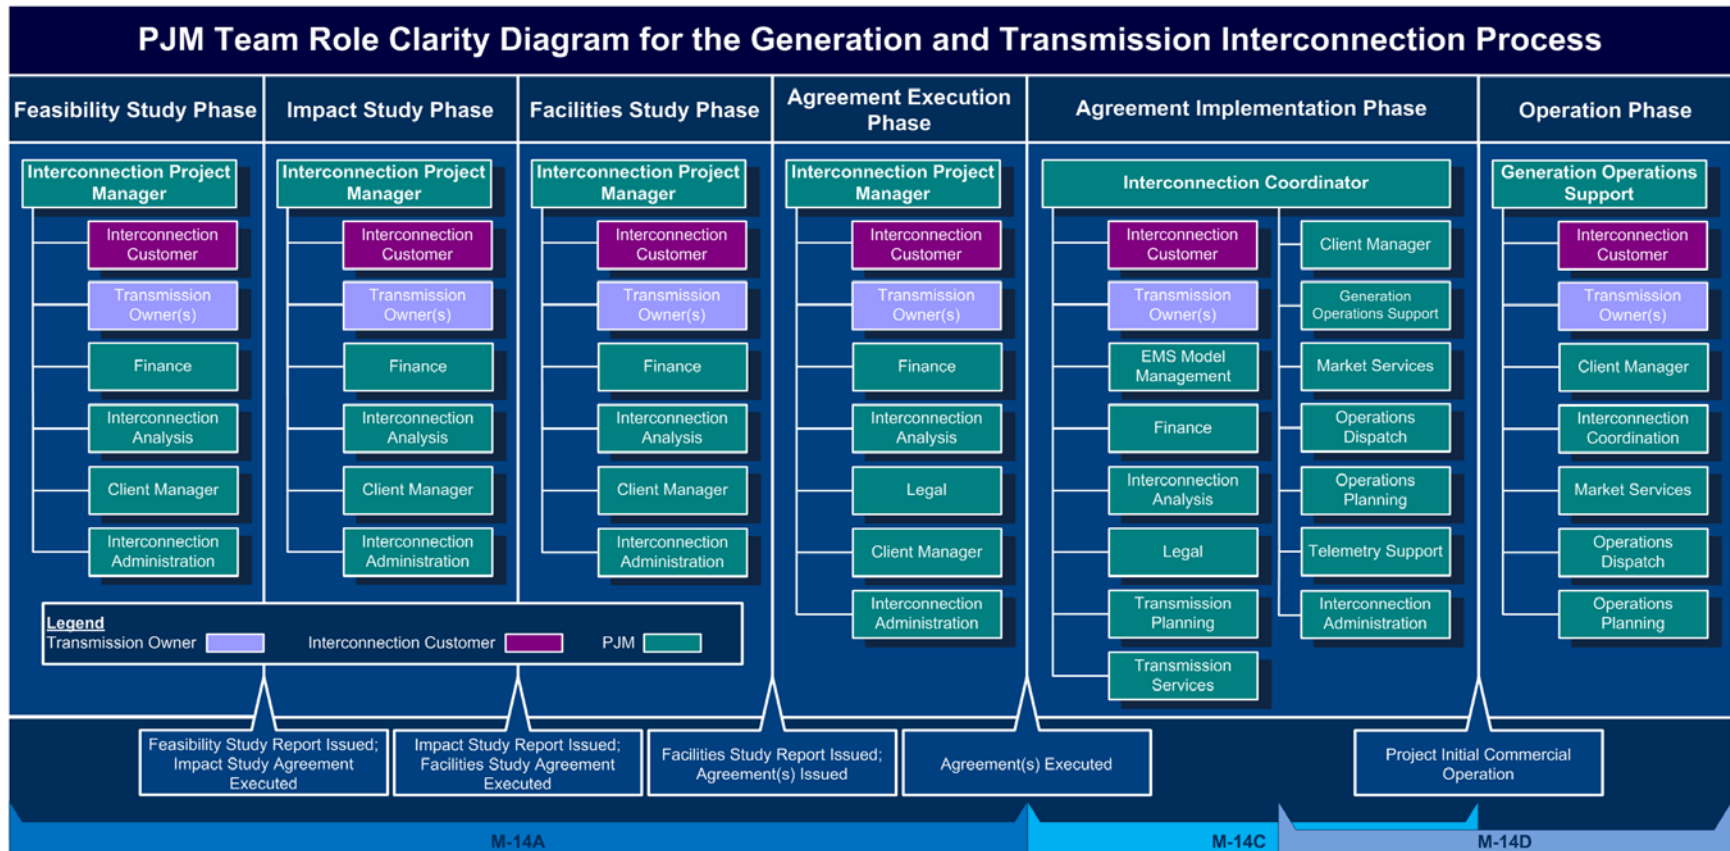 PJM Team Role Clarity Diagram for the Generation and Transmission Interconnection Process
Feasibility Study Phase
Impact Study Phase
Facilities Study Phase
Agreement Execution
Phase
Agreement Implementation Phase
Operation Phase
Interconnection Project
Manager
Interconnection
Customer
Transmission
Owner(s)
Finance
Interconnection
Analysis
Client Manager
Interconnection
Administration
Interconnection Project
Manager
Interconnection
Customer
Transmission
Owner(s)
Finance
Interconnection
Analysis
Client Manager
Interconnection
Administration
Interconnection Project
Manager
Interconnection
Customer
Transmission
Owner(s)
Finance
Interconnection
Analysis
Client Manager
Interconnection
Administration
Interconnection Project
Manager
Interconnection
Customer
Transmission
Owner(s)
Finance
Interconnection
Analysis
Legal
Client Manager
Interconnection
Administration
Interconnection Coordinator
Interconnection
Customer
Transmission
Owner(s)
EMS Model
Management
Finance
Interconnection
Analysis
Legal
Transmission
Planning
Transmission
Services
Client Manager
Generation
Operations Support
Market Services
Operations
Dispatch
Operations
Planning
Telemetry Support
Interconnection
Administration
Generation Operations
Support
Interconnection
Customer
Transmission
Owner(s)
Client Manager
Interconnection
Coordination
Market Services
Operations
Dispatch
Operations
Planning
Legend
Transmission Owner
Interconnection Customer
PJM
Feasibility Study Report Issued;
Impact Study Agreement
Executed
Impact Study Report Issued;
Facilities Study Agreement
Executed
Facilities Study Report Issued;
Agreement(s) Issued
Agreement(s) Executed
Project Initial Commercial
Operation
M-14A
M-14C
M-14D